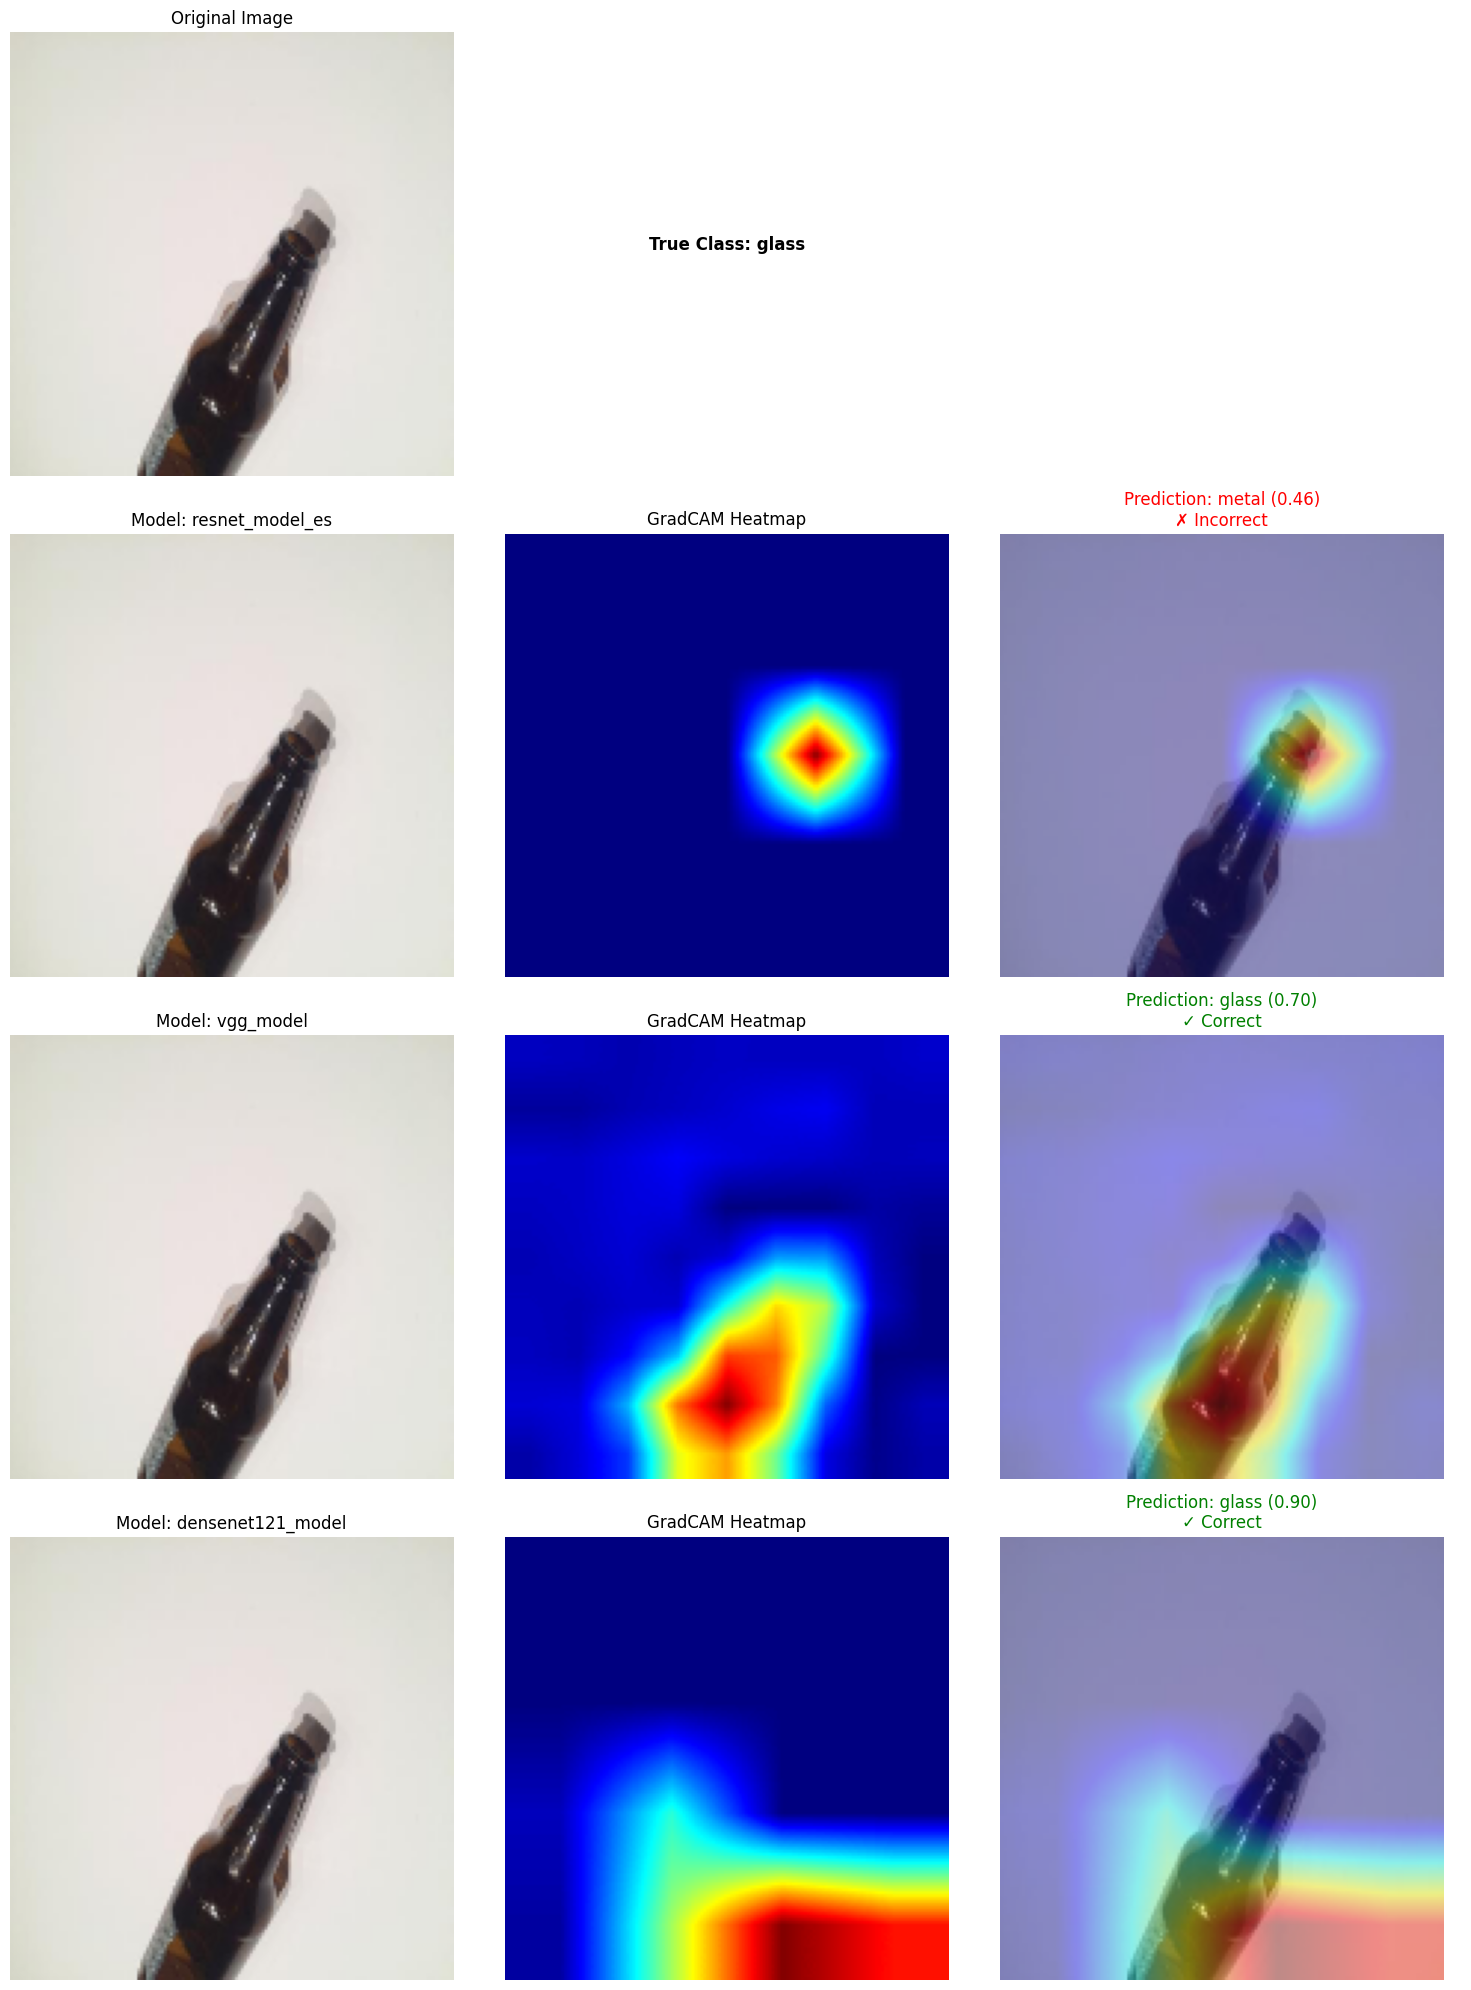 Original Image
True Class: glass
Model: resnet_model_es
GradCAM Heatmap
Prediction: metal (0.46)
✗ Incorrect
Model: vgg_model
GradCAM Heatmap
Prediction: glass (0.70)
✓ Correct
Model: densenet121_model
GradCAM Heatmap
Prediction: glass (0.90)
✓ Correct